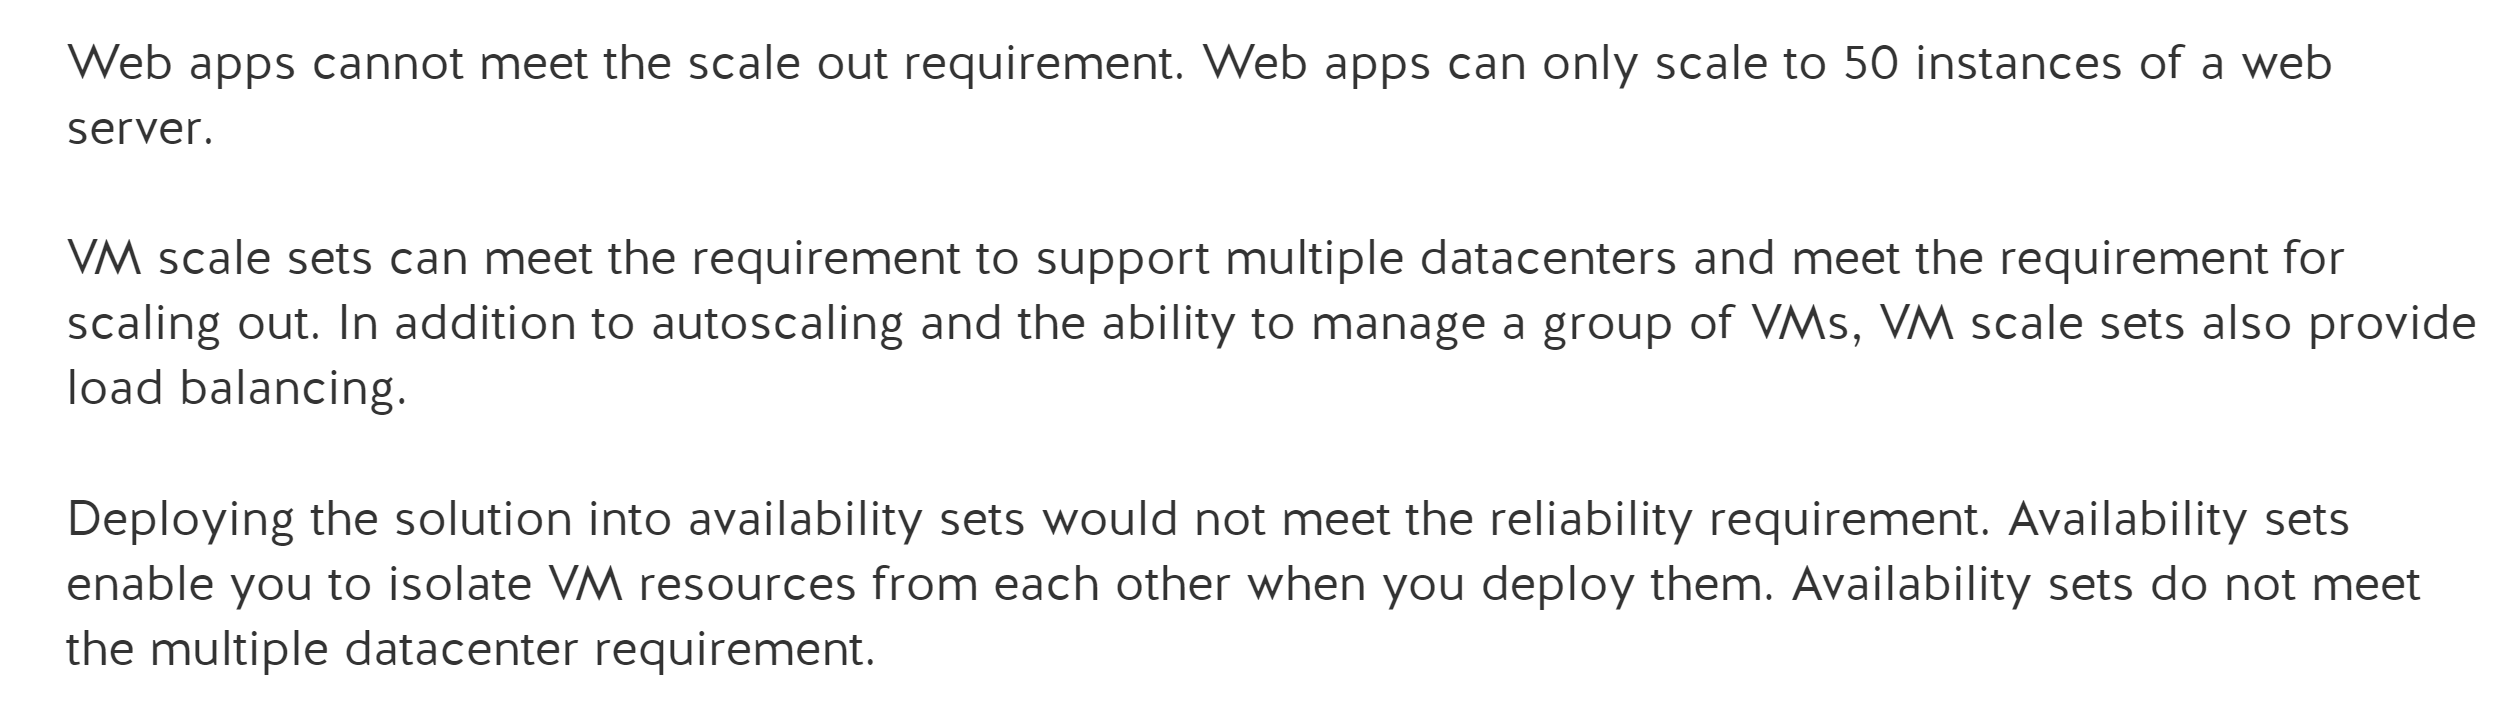 Web apps cannot meet the scale out requirement. Web apps can only scale to 50 instances of a web
server.
VM scale sets can meet the requirement to support multiple datacenters and meet the requirement for
scaling out. In addition to autoscaling and the ability to manage a group of VMs, VM scale sets also provide
load balancing.
Deploying the solution into availability sets would not meet the reliability requirement. Availability sets
enable you to isolate VM resources from each other when you deploy them. Availability sets do not meet
the multiple datacenter requirement.